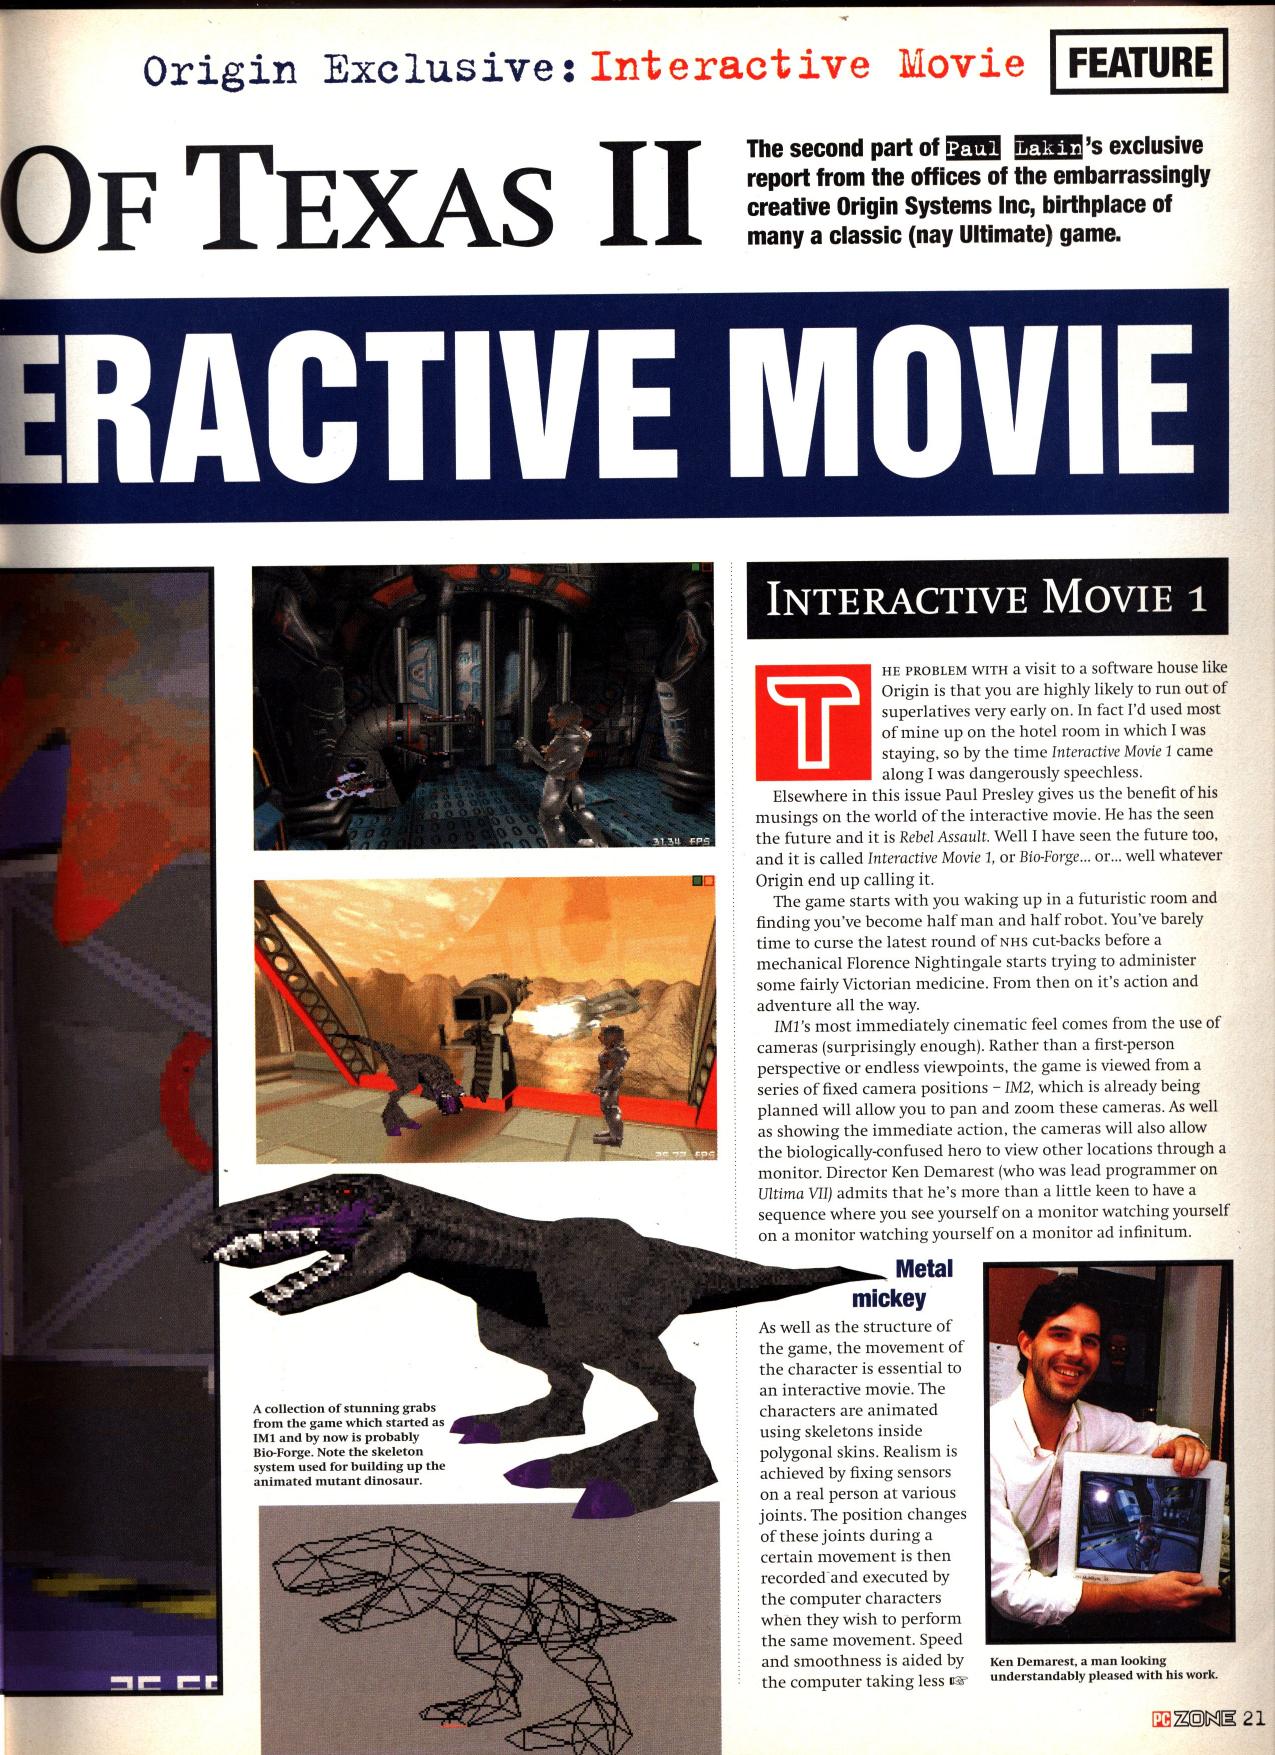 Origin Exclusive: Interactive Movie
FEATURE
OF TEXAS II
The second part of Paul Lakin's exclusive
report from the offices of the embarrassingly
creative Origin Systems Inc, birthplace of
many a classic (nay Ultimate) game.
ERACTIVE MOVIE
31.34 FPS
INTERACTIVE MOVIE 1
THE PROBLEM WITH a visit to a software house like
Origin is that you are highly likely to run out of
superlatives very early on. In fact I'd used most
of mine up on the hotel room in which I was
staying, so by the time Interactive Movie 1 came
along I was dangerously speechless.
Elsewhere in this issue Paul Presley gives us the benefit of his
musings on the world of the interactive movie. He has the seen
the future and it is Rebel Assault. Well I have seen the future too,
and it is called Interactive Movie 1, or Bio-Forge... or... well whatever
Origin end up calling it.
The game starts with you waking up in a futuristic room and
finding you've become half man and half robot. You've barely
time to curse the latest round of NHS cut-backs before a
mechanical Florence Nightingale starts trying to administer
some fairly Victorian medicine. From then on it's action and
adventure all the way.
IM1's most immediately cinematic feel comes from the use of
cameras (surprisingly enough). Rather than a first-person
perspective or endless viewpoints, the game is viewed from a
series of fixed camera positions – IM2, which is already being
planned will allow you to pan and zoom these cameras. As well
as showing the immediate action, the cameras will also allow
the biologically-confused hero to view other locations through a
monitor. Director Ken Demarest (who was lead programmer on
Ultima VII) admits that he's more than a little keen to have a
sequence where you see yourself on a monitor watching yourself
on a monitor watching yourself on a monitor ad infinitum.
Metal
mickey
As well as the structure of
the game, the movement of
the character is essential to
an interactive movie. The
characters are animated
using skeletons inside
polygonal skins. Realism is
achieved by fixing sensors
on a real person at various
joints. The position changes
of these joints during a
certain movement is then
recorded and executed by
the computer characters
when they wish to perform
the same movement. Speed
and smoothness is aided by
the computer taking less ☞
A collection of stunning grabs
from the game which started as
IM1 and by now is probably
Bio-Forge. Note the skeleton
system used for building up the
animated mutant dinosaur.
Ken Demarest, a man looking
understandably pleased with his work.
PC ZONE 21